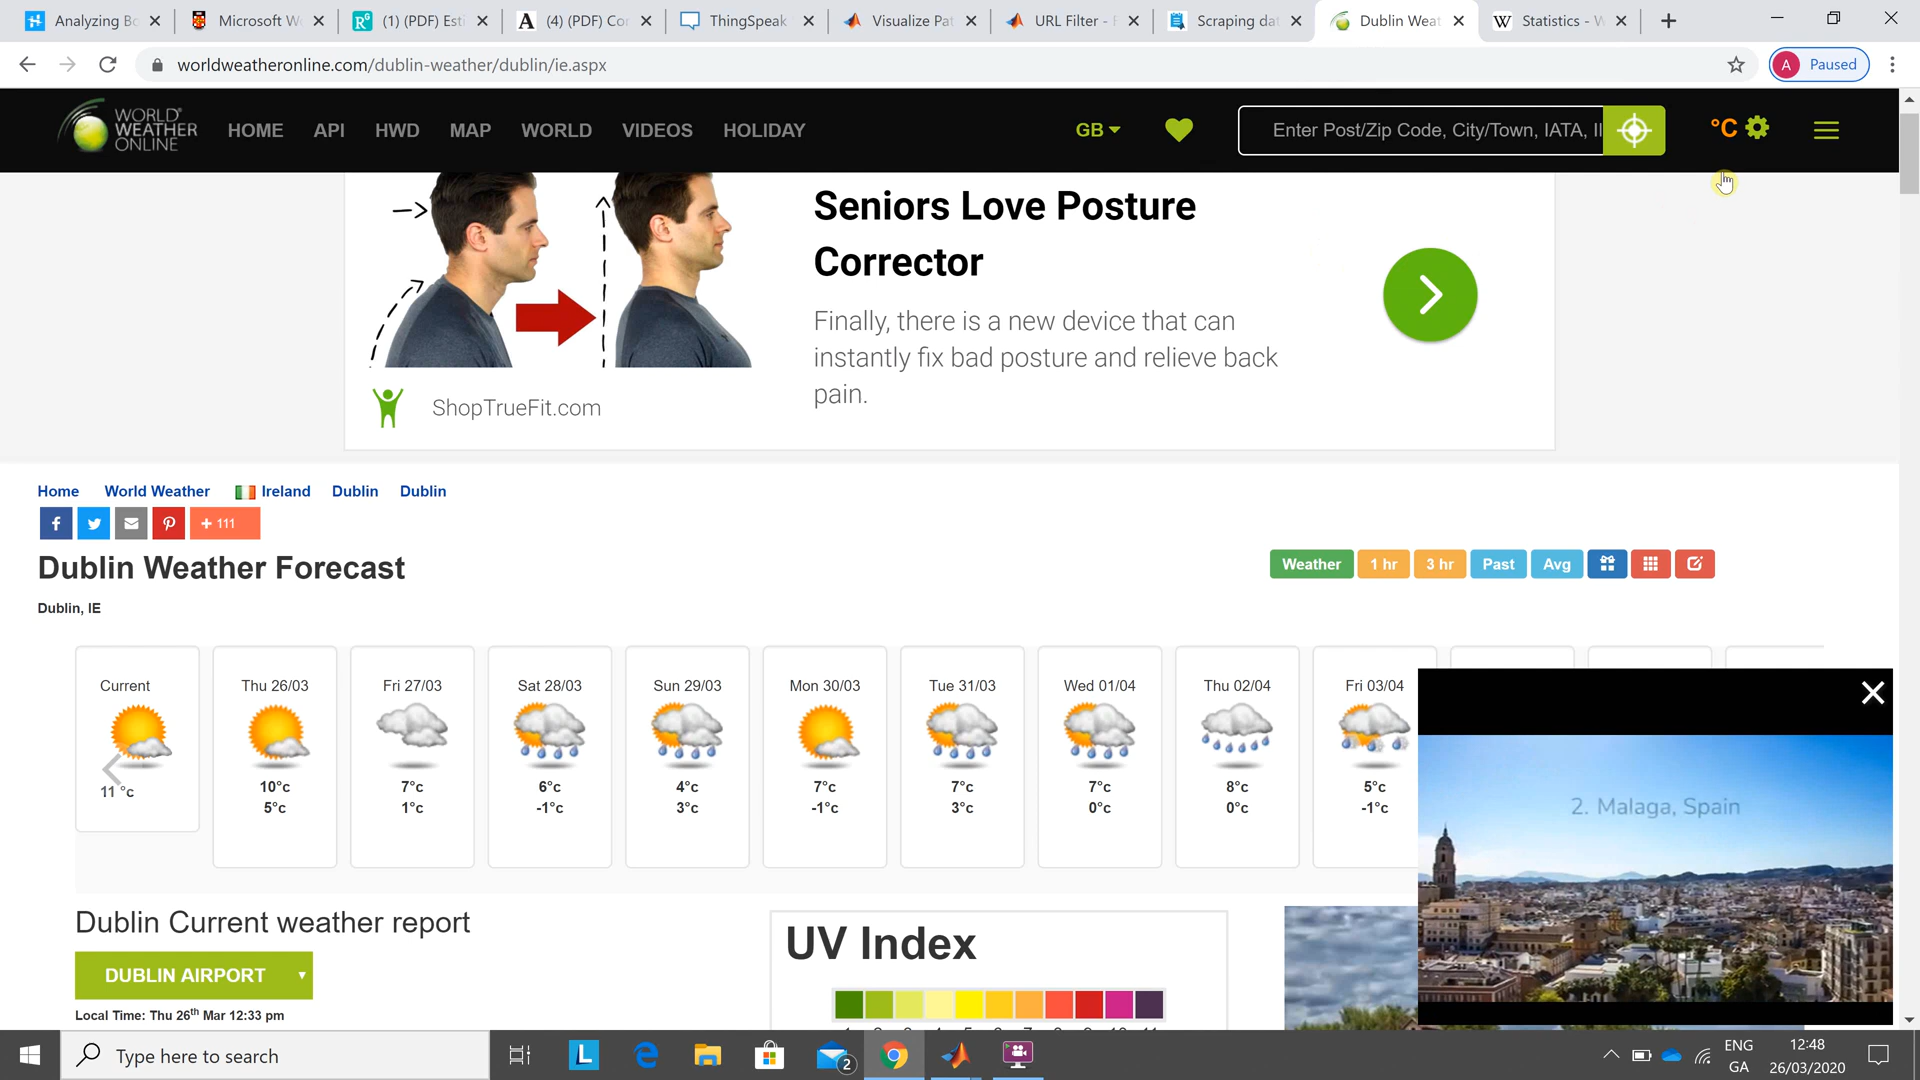 Analyzing Bo
Microsoft W
(1) (PDF) Esti
(4) (PDF) Co
ThingSpeak
Visualize Pat
URL Filter - F
Scraping da
Dublin Weat
Statistics - W
worldweatheronline.com/dublin-weather/dublin/ie.aspx
A Paused
WORLD WEATHER ONLINE
HOME API HWD MAP WORLD VIDEOS HOLIDAY
GB
Enter Post/Zip Code, City/Town, IATA, II
°C
Seniors Love Posture
Corrector
Finally, there is a new device that can
instantly fix bad posture and relieve back
pain.
ShopTrueFit.com
Home World Weather Ireland Dublin Dublin
+ 111
Dublin Weather Forecast
Weather 1 hr 3 hr Past Avg
Dublin, IE
Current Thu 26/03 Fri 27/03 Sat 28/03 Sun 29/03 Mon 30/03 Tue 31/03 Wed 01/04 Thu 02/04 Fri 03/04
11 °c 10°c 7°c 6°c 4°c 7°c 7°c 7°c 8°c 5°c
5°c 1°c -1°c 3°c -1°c 3°c 0°c 0°c -1°c
2. Malaga, Spain
Dublin Current weather report
UV Index
DUBLIN AIRPORT
Local Time: Thu 26th Mar 12:33 pm
Type here to search
2
ENG
GA
12:48
26/03/2020